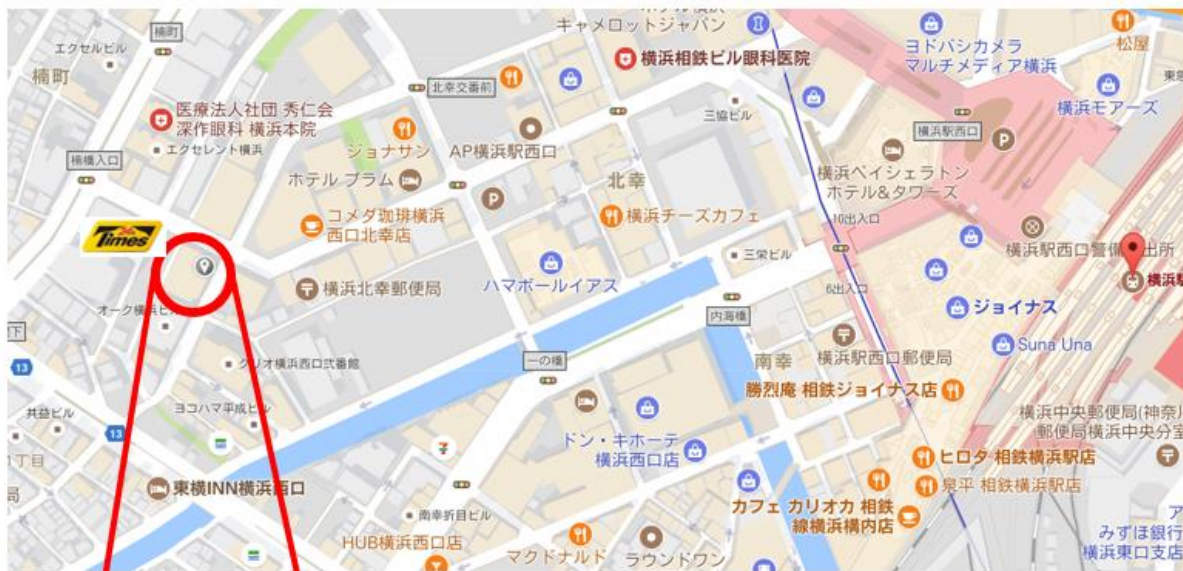 楠町
エクセルビル
楠町
医療法人社団 秀仁会
深作眼科 横浜本院
エクセレント横浜
楠橋入口
北幸交番前
ジョナサン
AP横浜駅西口
ホテル プラム
P
コメダ珈琲横浜
西口北幸店
Times
横浜北幸郵便局
ハマボールイアス
北幸
横浜チーズカフェ
キャメロットジャパン
横浜相鉄ビル眼科医院
三協ビル
ヨドバシカメラ
マルチメディア横浜
松屋
横浜モアーズ
横浜駅西口
P
横浜ベイシェラトン
ホテル&タワーズ
10出入口
三栄ビル
6出入口
横浜駅西口警備
出所
ジョイナス
Suna Una
内海橋
南幸
横浜駅西口郵便局
勝烈庵 相鉄ジョイナス店
一の橋
クリオ横浜西口弐番館
13
共益ビル
13
ヨコハマ平成ビル
丁目
東横INN横浜西口
ドン・キホーテ
横浜西口店
南幸折目ビル
HUB横浜西口店
マクドナルド
ラウンドワン
カフェ カリオカ 相鉄
線横浜構内店
ヒロタ 相鉄横浜駅店
泉平 相鉄横浜駅店
横浜中央郵便局(神奈川
郵便局横浜中央分室
みずほ銀行
横浜東口支店